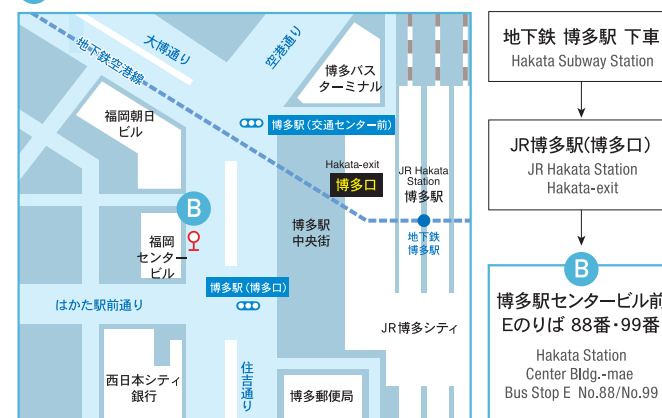 大博通り
空港通り
地下鉄空港線
博多バス
ターミナル
福岡朝日
ビル
博多駅(交通センター前)
Hakata-exit
博多口
JR Hakata
Station
博多駅
B
博多駅
中央街
地下鉄
博多駅
福岡
センター
ビル
博多駅(博多口)
はかた駅前通り
JR博多シティ
西日本シティ
銀行
住吉通り
博多郵便局
地下鉄 博多駅 下車
Hakata Subway Station
JR博多駅(博多口)
JR Hakata Station
Hakata-exit
B
博多駅センタービル前
Eのりば 88番・99番
Hakata Station
Center Bldg.-mae
Bus Stop E No.88/No.99